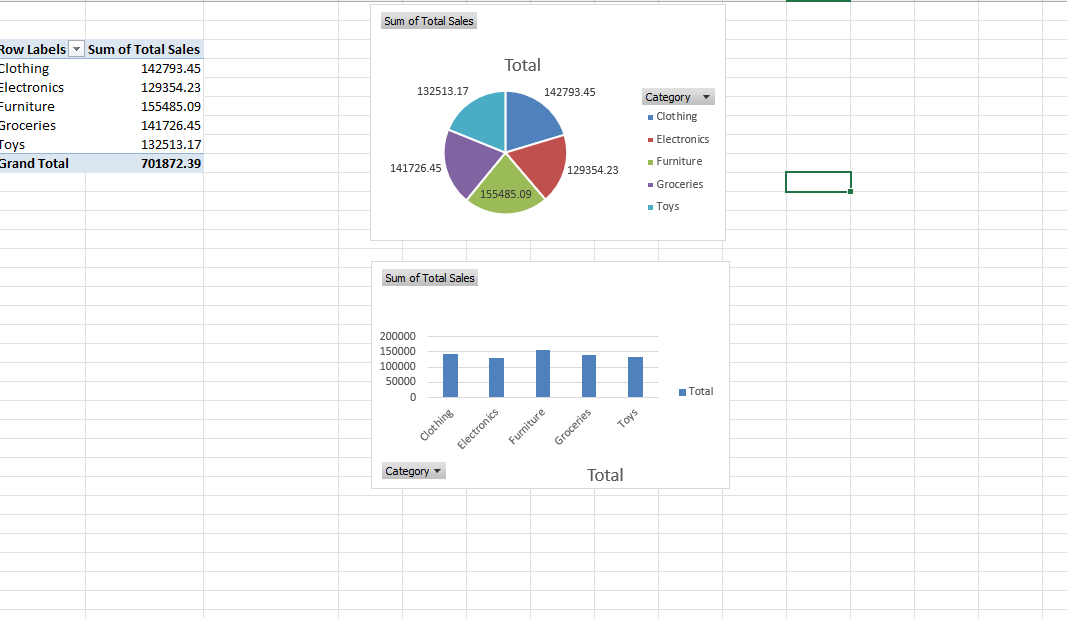 Sum of Total Sales
Row Labels Sum of Total Sales
Clothing 142793.45
Electronics 129354.23
Furniture 155485.09
Groceries 141726.45
Toys 132513.17
Grand Total 701872.39
Total
132513.17 142793.45
141726.45 129354.23
155485.09
Category
Clothing
Electronics
Furniture
Groceries
Toys
Sum of Total Sales
200000
150000
100000
50000
0
Clothing Electronics Furniture Groceries Toys
Total
Category
Total